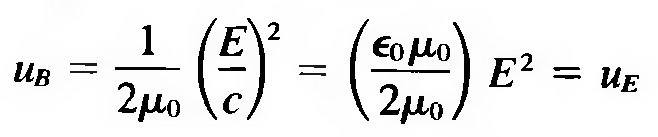 u_B = \frac{1}{2\mu_0} \left( \frac{E}{c} \right)^2 = \left( \frac{\epsilon_0 \mu_0}{2\mu_0} \right) E^2 = u_E